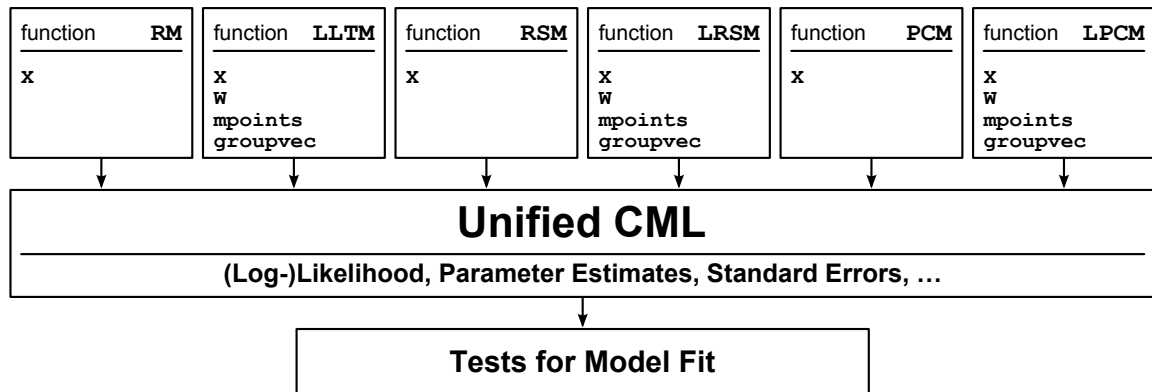 function RM
X
function LLTM
X
W
mpoints
groupvec
function RSM
X
function LRSM
X
W
mpoints
groupvec
function PCM
X
function LPCM
X
W
mpoints
groupvec
Unified CML
(Log-)Likelihood, Parameter Estimates, Standard Errors, …
Tests for Model Fit